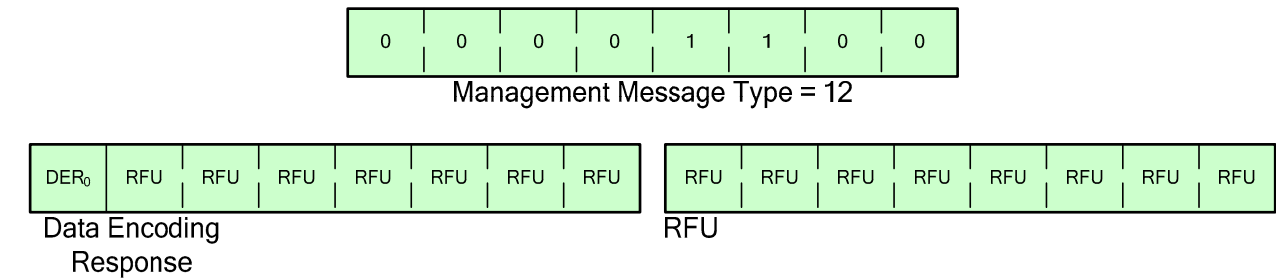 0 0 0 0 1 1 0 0
Management Message Type = 12
DER₀ RFU RFU RFU RFU RFU RFU RFU RFU RFU RFU RFU RFU RFU RFU RFU
Data Encoding RFU
Response